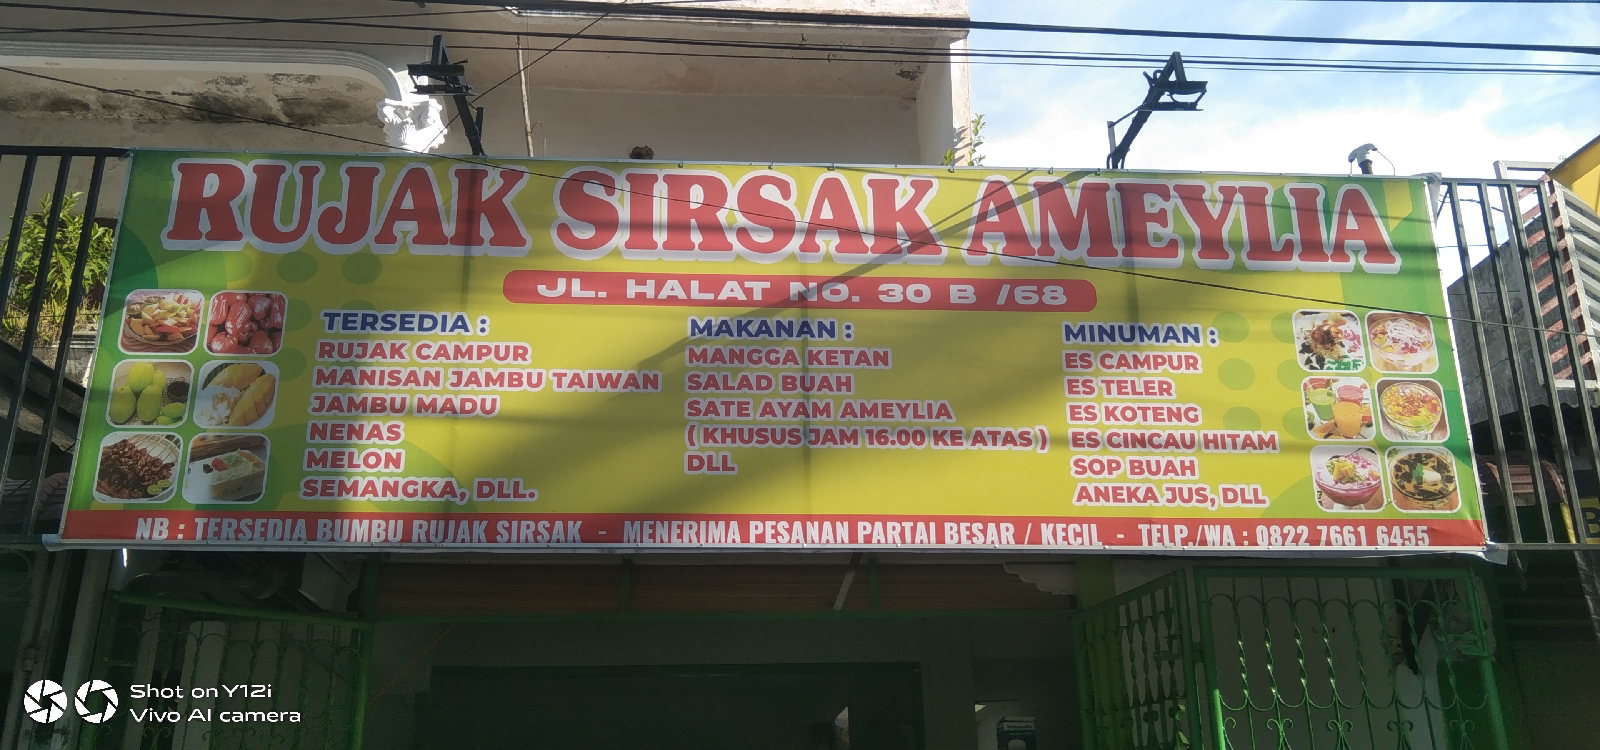 RUJAK SIRSAK AMEYLIA
JL. HALAT NO. 30 B /68
TERSEDIA :
RUJAK CAMPUR
MANISAN JAMBU TAIWAN
JAMBU MADU
NENAS
MELON
SEMANGKA, DLL.
MAKANAN :
MANGGA KETAN
SALAD BUAH
SATE AYAM AMEYLIA
( KHUSUS JAM 16.00 KE ATAS )
DLL
MINUMAN :
ES CAMPUR
ES TELER
ES KOTENG
ES CINCAU HITAM
SOP BUAH
ANEKA JUS, DLL
NB : TERSEDIA BUMBU RUJAK SIRSAK - MENERIMA PESANAN PARTAI BESAR / KECIL - TELP./WA : 0822 7661 6455
Shot on Y12i
Vivo AI camera